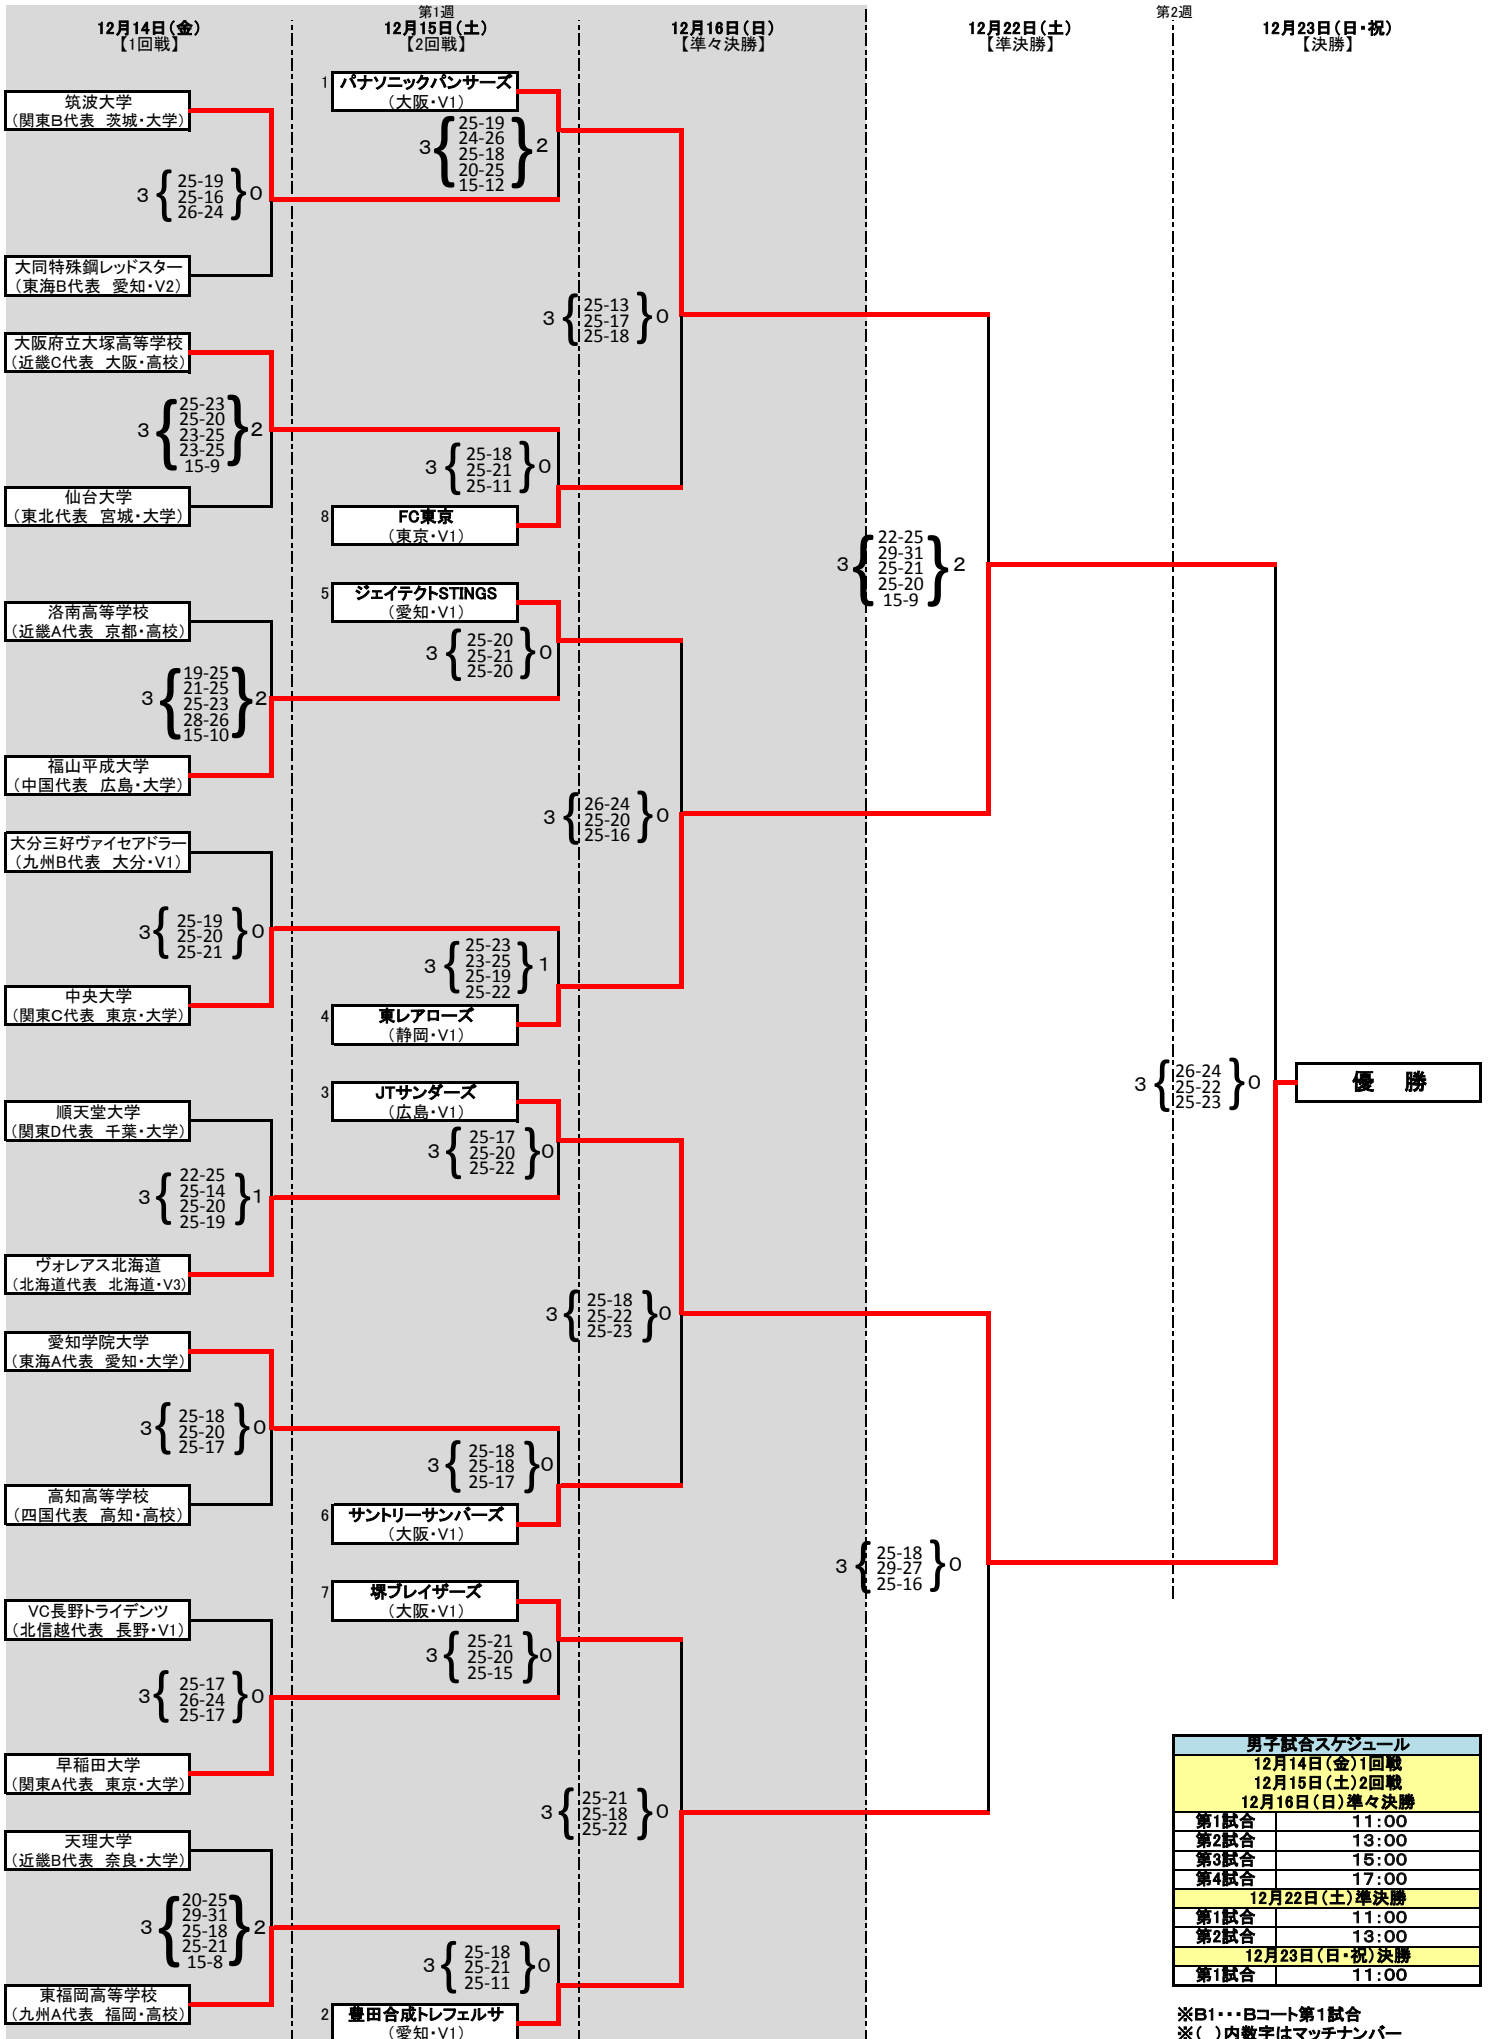 第1週
第2週
12月14日(金)
【1回戦】
12月15日(土)
【2回戦】
12月16日(日)
【準々決勝】
12月22日(土)
【準決勝】
12月23日(日・祝)
【決勝】
筑波大学
(関東B代表 茨城・大学)
3 { 25-19 } 0
25-16
26-24
大同特殊鋼レッドスター
(東海B代表 愛知・V2)
大阪府立大塚高等学校
(近畿C代表 大阪・高校)
3 { 25-23 } 2
25-20
23-25
23-25
15-9
仙台大学
(東北代表 宮城・大学)
洛南高等学校
(近畿A代表 京都・高校)
3 { 19-25 } 2
21-25
25-23
28-26
15-10
福山平成大学
(中国代表 広島・大学)
大分三好ヴァイセアドラー
(九州B代表 大分・V1)
3 { 25-19 } 0
25-20
25-21
中央大学
(関東C代表 東京・大学)
順天堂大学
(関東D代表 千葉・大学)
3 { 22-25 } 1
25-14
25-20
25-19
ヴォレアス北海道
(北海道代表 北海道・V3)
愛知学院大学
(東海A代表 愛知・大学)
3 { 25-18 } 0
25-20
25-17
高知高等学校
(四国代表 高知・高校)
VC長野トライデンツ
(北信越代表 長野・V1)
3 { 25-17 } 0
26-24
25-17
早稲田大学
(関東A代表 東京・大学)
天理大学
(近畿B代表 奈良・大学)
3 { 20-25 } 2
29-31
25-18
25-21
15-8
東福岡高等学校
(九州A代表 福岡・高校)
1 パナソニックパンサーズ
(大阪・V1)
3 { 25-19 } 2
24-26
25-18
20-25
15-12
3 { 25-18 } 0
25-21
25-11
8 FC東京
(東京・V1)
5 ジェイテクトSTINGS
(愛知・V1)
3 { 25-20 } 0
25-21
25-20
3 { 25-23 } 1
23-25
25-19
25-22
4 東レアローズ
(静岡・V1)
3 JTサンダーズ
(広島・V1)
3 { 25-17 } 0
25-20
25-22
3 { 25-18 } 0
25-18
25-17
6 サントリーサンバーズ
(大阪・V1)
7 堺ブレイザーズ
(大阪・V1)
3 { 25-21 } 0
25-20
25-15
3 { 25-18 } 0
25-21
25-11
2 豊田合成トレフェルサ
(愛知・V1)
3 { 25-13 } 0
25-17
25-18
3 { 26-24 } 0
25-20
25-16
3 { 25-18 } 0
25-22
25-23
3 { 25-21 } 0
25-18
25-22
3 { 22-25 } 2
29-31
25-21
25-20
15-9
3 { 25-18 } 0
29-27
25-16
3 { 26-24 } 0
25-22
25-23
優 勝
男子試合スケジュール
12月14日(金)1回戦
12月15日(土)2回戦
12月16日(日)準々決勝
第1試合 11:00
第2試合 13:00
第3試合 15:00
第4試合 17:00
12月22日(土)準決勝
第1試合 11:00
第2試合 13:00
12月23日(日・祝)決勝
第1試合 11:00
※B1・・・Bコート第1試合
※( )内数字はマッチナンバー